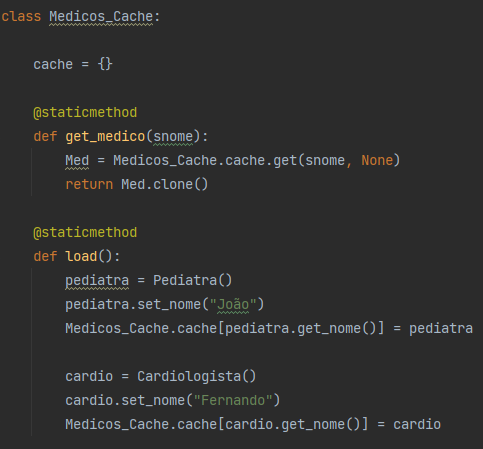 class Medicos_Cache:
cache = {}
@staticmethod
def get_medico(snome):
Med = Medicos_Cache.cache.get(snome, None)
return Med.clone()
@staticmethod
def load():
pediatra = Pediatra()
pediatra.set_nome("João")
Medicos_Cache.cache[pediatra.get_nome()] = pediatra
cardio = Cardiologista()
cardio.set_nome("Fernando")
Medicos_Cache.cache[cardio.get_nome()] = cardio